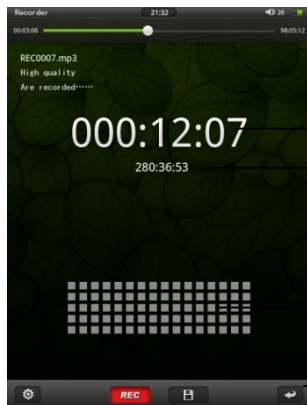 Recorder 21:32 26
00:03:06 98:05:12
REC0007.mp3
High quality
Are recorded······
000:12:07
280:36:53
REC